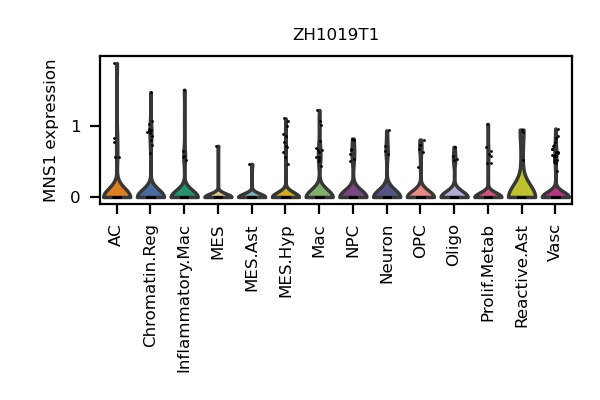 ZH1019T1
MNS1 expression
1
0
AC
Chromatin.Reg
Inflammatory.Mac
MES
MES.Ast
MES.Hyp
Mac
NPC
Neuron
OPC
Oligo
Prolif.Metab
Reactive.Ast
Vasc